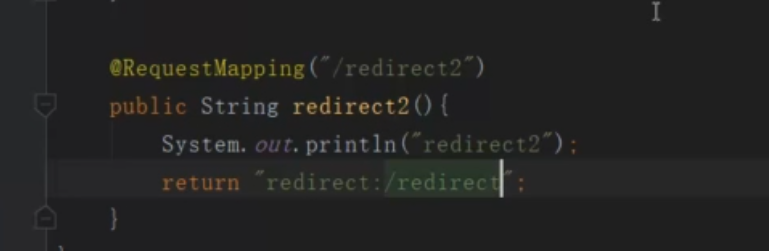 @RequestMapping("/redirect2")
public String redirect2(){
System.out.println("redirect2");
return "redirect:/redirect";
}